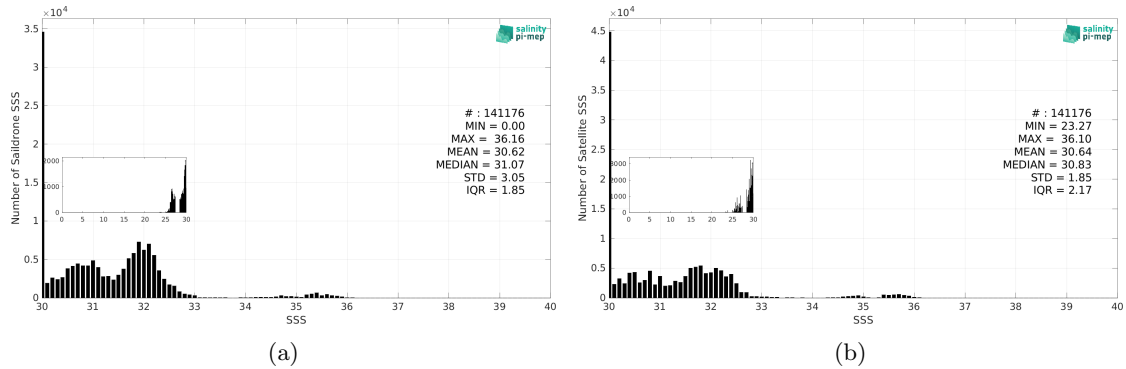 ×10⁴
3.5
3
2.5
2
1.5
1
0.5
0
Number of Saildrone SSS
30 31 32 33 34 35 36 37 38 39 40
SSS
2000
1000
0
0 5 10 15 20 25 30
salinity
pi-mep
# : 141176
MIN = 0.00
MAX = 36.16
MEAN = 30.62
MEDIAN = 31.07
STD = 3.05
IQR = 1.85
(a)
×10⁴
4.5
4
3.5
3
2.5
2
1.5
1
0.5
0
Number of Satellite SSS
30 31 32 33 34 35 36 37 38 39 40
SSS
3000
2000
1000
0
0 5 10 15 20 25 30
salinity
pi-mep
# : 141176
MIN = 23.27
MAX = 36.10
MEAN = 30.64
MEDIAN = 30.83
STD = 1.85
IQR = 2.17
(b)